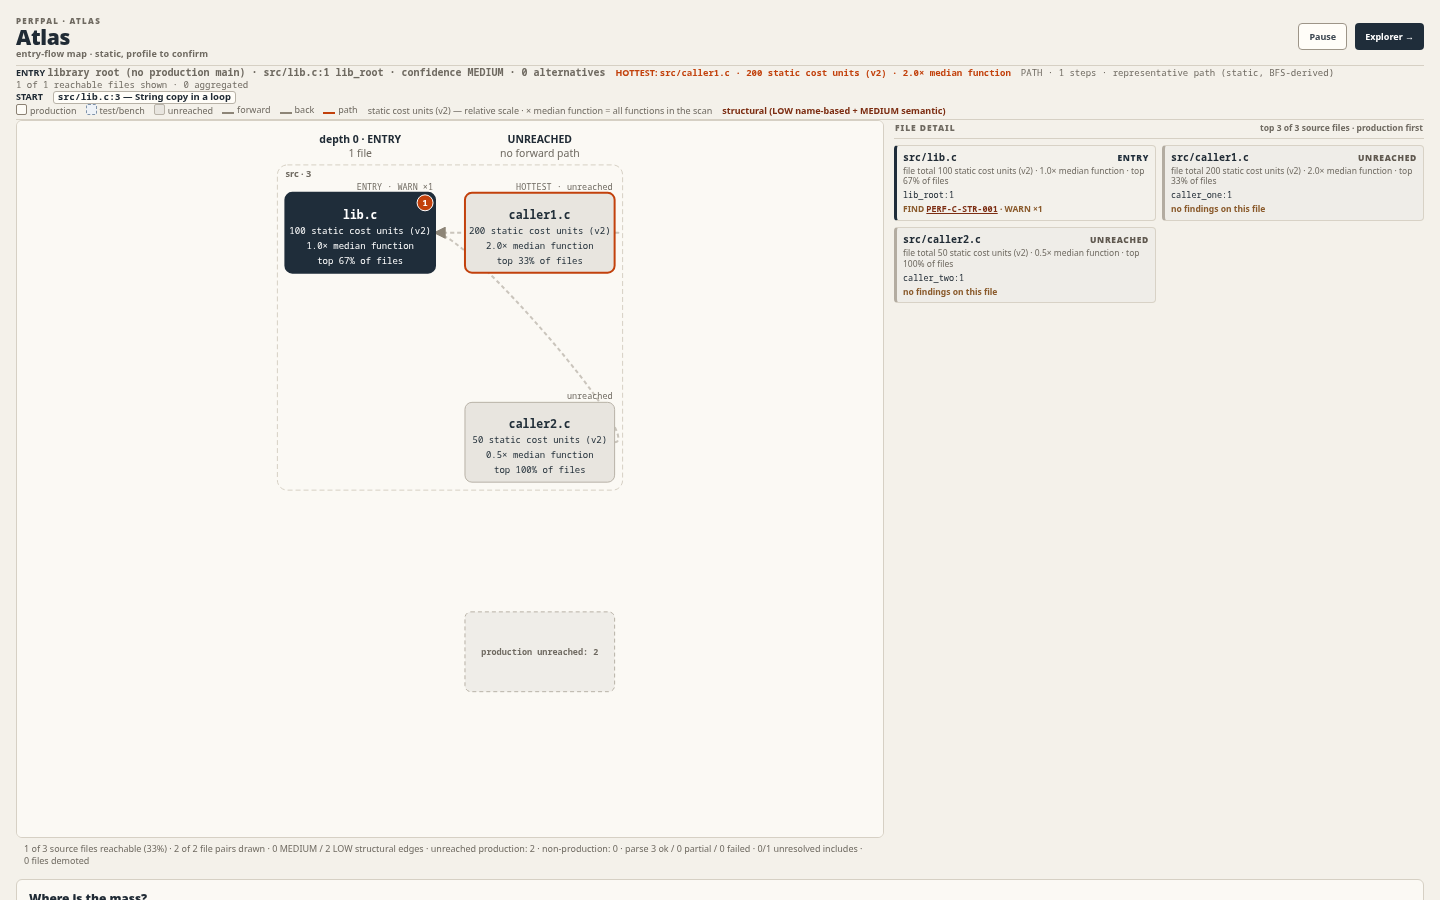 PERFPAL · ATLAS
Atlas
entry-flow map · static, profile to confirm
Pause
Explorer →
ENTRY library root (no production main) · src/lib.c:1 lib_root · confidence MEDIUM · 0 alternatives HOTTEST: src/caller1.c · 200 static cost units (v2) · 2.0× median function PATH · 1 steps · representative path (static, BFS-derived)
1 of 1 reachable files shown · 0 aggregated
START src/lib.c:3 — String copy in a loop
production test/bench unreached forward back path static cost units (v2) — relative scale · × median function = all functions in the scan structural (LOW name-based + MEDIUM semantic)
depth 0 · ENTRY
1 file
UNREACHED
no forward path
src · 3
ENTRY · WARN ×1
1
lib.c
100 static cost units (v2)
1.0× median function
top 67% of files
HOTTEST · unreached
caller1.c
200 static cost units (v2)
2.0× median function
top 33% of files
unreached
caller2.c
50 static cost units (v2)
0.5× median function
top 100% of files
production unreached: 2
1 of 3 source files reachable (33%) · 2 of 2 file pairs drawn · 0 MEDIUM / 2 LOW structural edges · unreached production: 2 · non-production: 0 · parse 3 ok / 0 partial / 0 failed · 0/1 unresolved includes ·
0 files demoted
FILE DETAIL
top 3 of 3 source files · production first
src/lib.c ENTRY
file total 100 static cost units (v2) · 1.0× median function · top
67% of files
lib_root:1
FIND PERF-C-STR-001 · WARN ×1
src/caller1.c UNREACHED
file total 200 static cost units (v2) · 2.0× median function · top
33% of files
caller_one:1
no findings on this file
src/caller2.c UNREACHED
file total 50 static cost units (v2) · 0.5× median function · top
100% of files
caller_two:1
no findings on this file
Where is the mass?